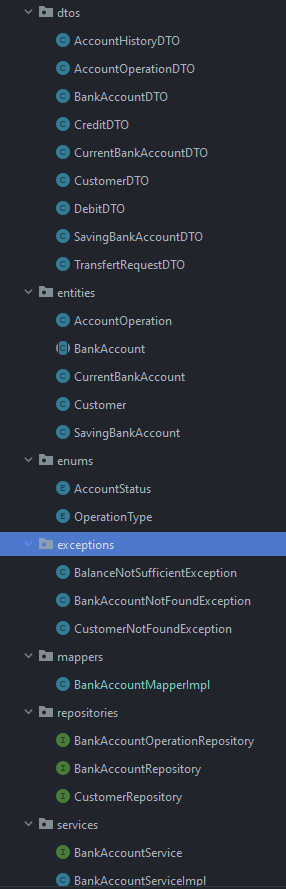 dtos
AccountHistoryDTO
AccountOperationDTO
BankAccountDTO
CreditDTO
CurrentBankAccountDTO
CustomerDTO
DebitDTO
SavingBankAccountDTO
TransfertRequestDTO
entities
C AccountOperation
C BankAccount
C CurrentBankAccount
C Customer
C SavingBankAccount
enums
E AccountStatus
E OperationType
exceptions
C BalanceNotSufficientException
C BankAccountNotFoundException
C CustomerNotFoundException
mappers
C BankAccountMapperImpl
repositories
I BankAccountOperationRepository
I BankAccountRepository
I CustomerRepository
services
I BankAccountService
C BankAccountServiceImpl